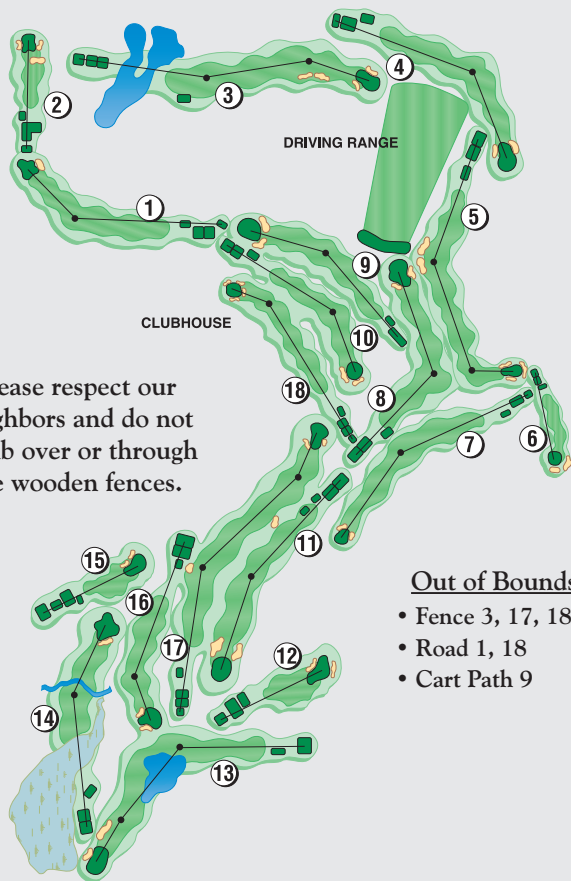 4
2
3
DRIVING RANGE
1
5
9
CLUBHOUSE
10
18
8
7
6
ease respect our
ghbors and do not
b over or through
e wooden fences.
11
15
16
17
12
14
13
Out of Bounds
• Fence 3, 17, 18
• Road 1, 18
• Cart Path 9